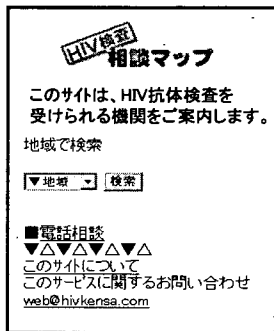 HIV検査
相談マップ
このサイトは、HIV抗体検査を
受けられる機関をご案内します。
地域で検索
▼地域 検索
■電話相談
▼△▼△▼△▼△
このサイトについて
このサービスに関するお問い合わせ
web@hivkensa.com